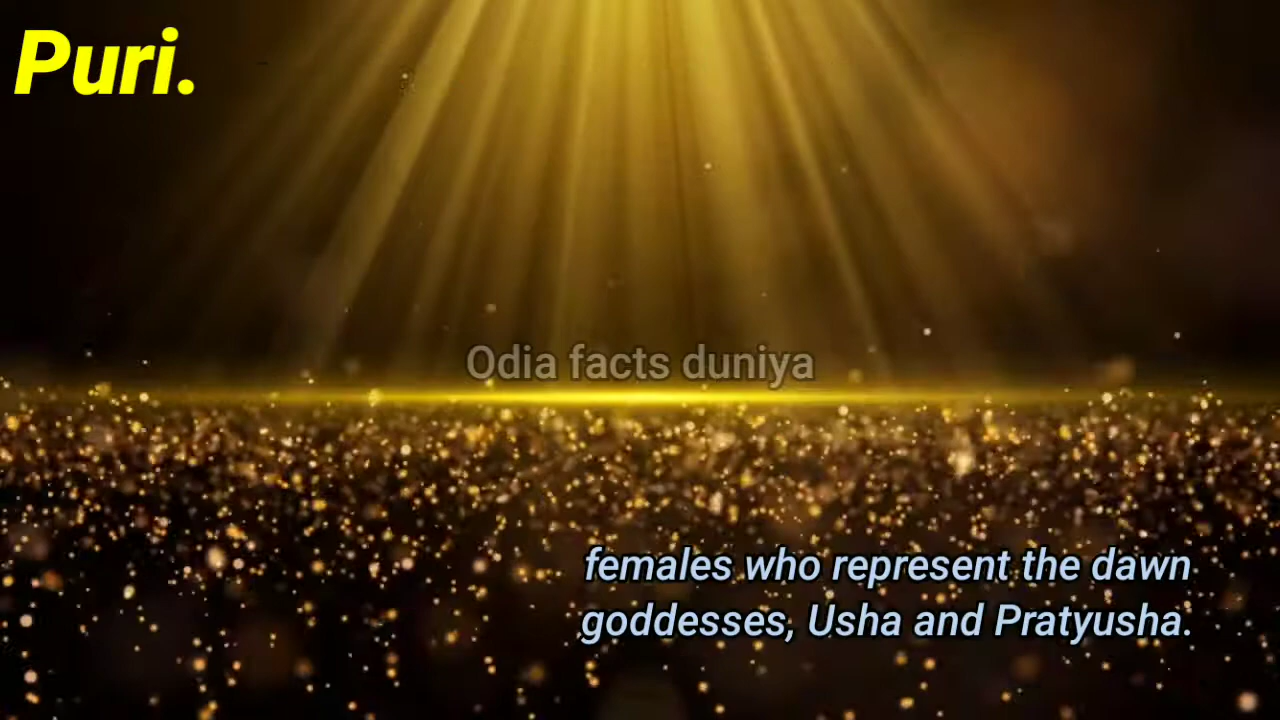 Puri.
Odia facts duniya
females who represent the dawn
goddesses, Usha and Pratyusha.